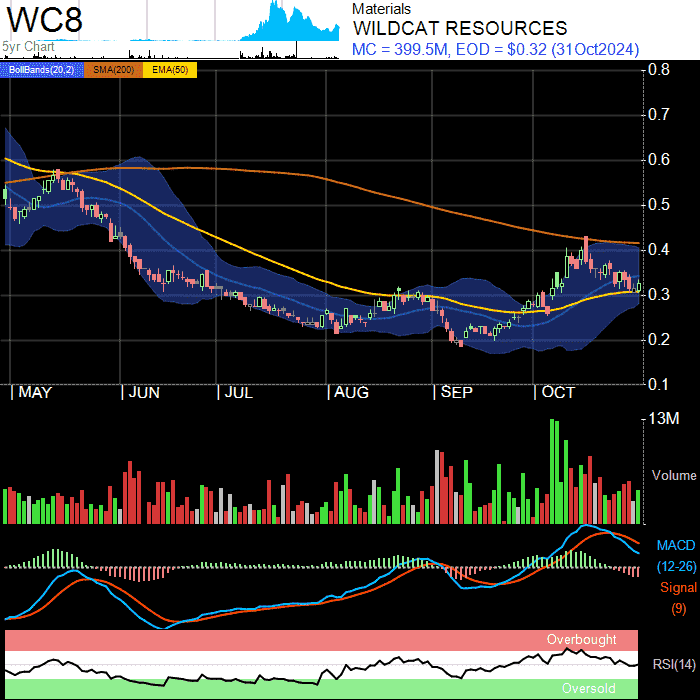 WC8
5yr Chart
Materials
WILDCAT RESOURCES
MC = 399.5M, EOD = $0.32 (31Oct2024)
BollBands(20,2) SMA(200) EMA(50)
0.8
0.7
0.6
0.5
0.4
0.3
0.2
0.1
MAY JUN JUL AUG SEP OCT
13M
Volume
MACD
(12-26)
Signal
(9)
Overbought
RSI(14)
Oversold